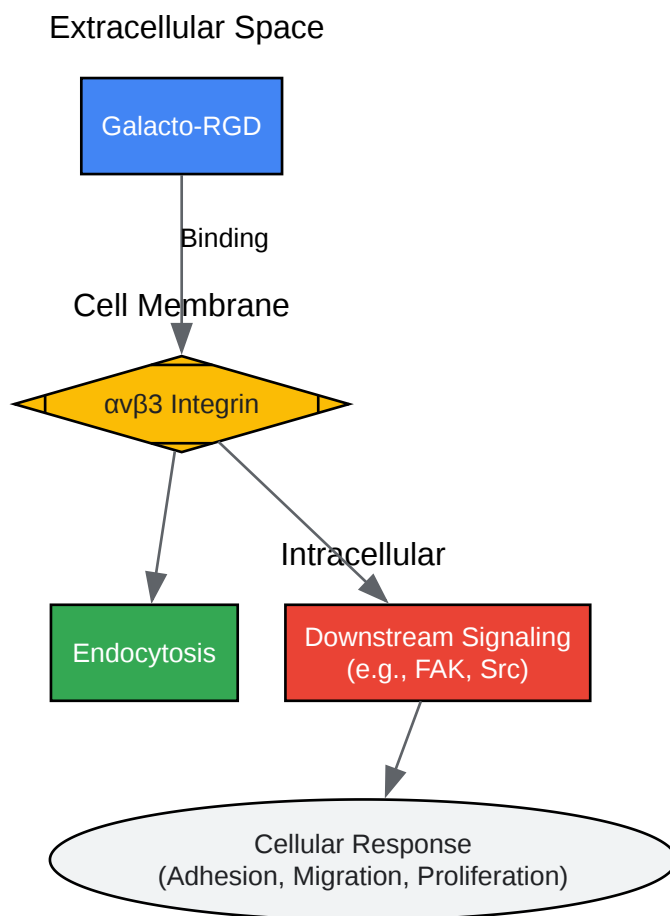 Extracellular Space
Galacto-RGD
Binding
Cell Membrane
αvβ3 Integrin
Intracellular
Endocytosis
Downstream Signaling
(e.g., FAK, Src)
Cellular Response
(Adhesion, Migration, Proliferation)